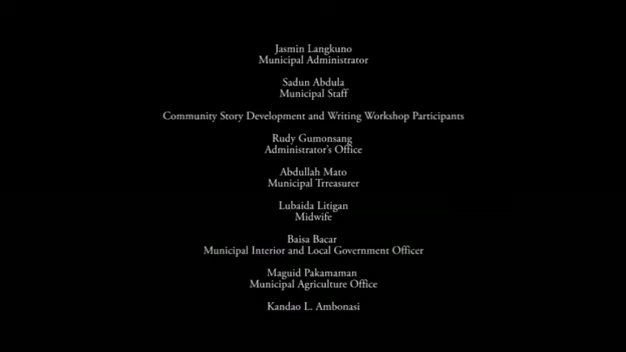 Jasmin Langkuno
Municipal Administrator
Sadun Abdula
Municipal Staff
Community Story Development and Writing Workshop Participants
Rudy Gumonsang
Administrator's Office
Abdullah Mato
Municipal Trreasurer
Lubaida Litigan
Midwife
Baisa Bacar
Municipal Interior and Local Government Officer
Maguid Pakamaman
Municipal Agriculture Office
Kandao L. Ambonasi